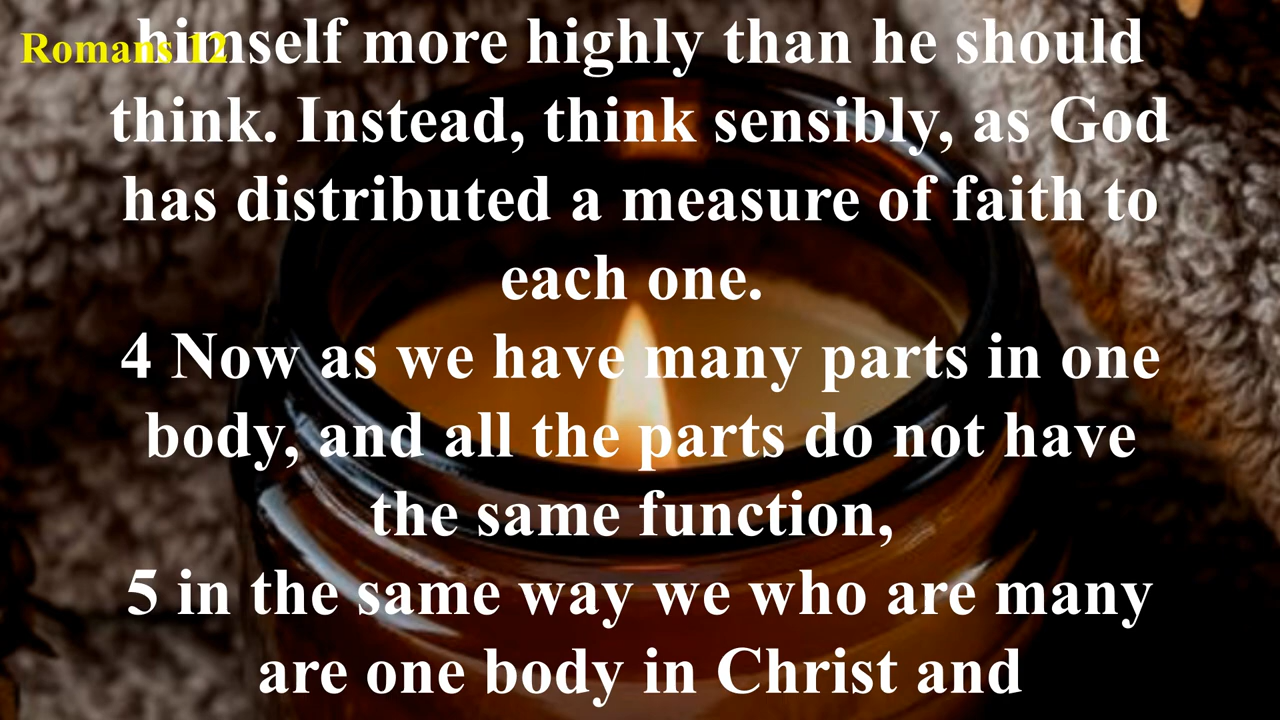 Romans 12
himself more highly than he should
think. Instead, think sensibly, as God
has distributed a measure of faith to
each one.
4 Now as we have many parts in one
body, and all the parts do not have
the same function,
5 in the same way we who are many
are one body in Christ and